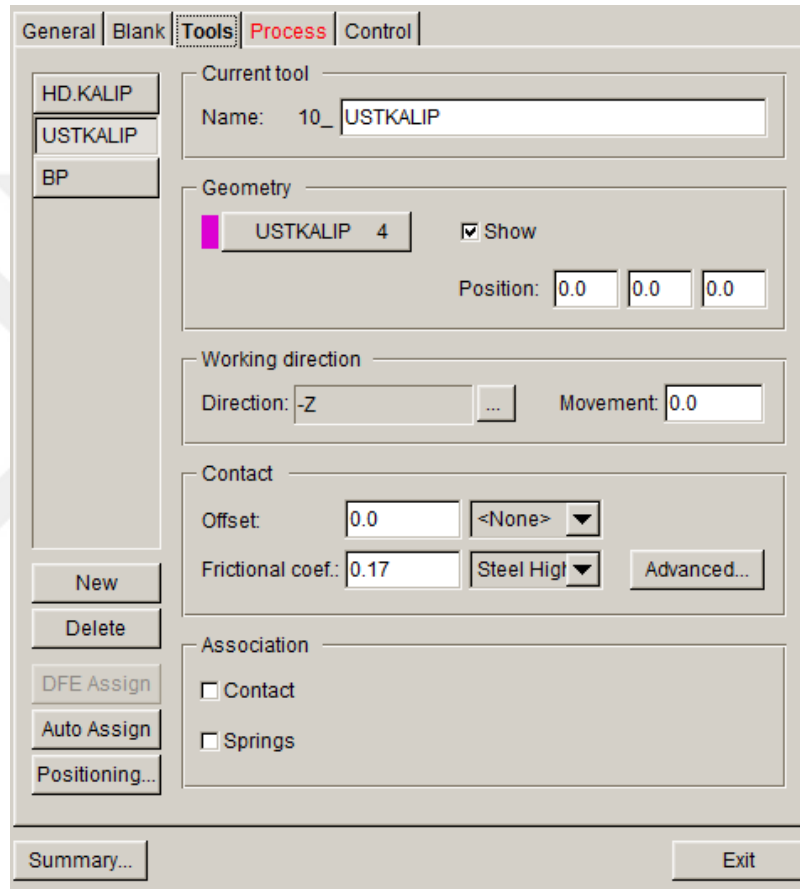 General Blank Tools Process Control
HD.KALIP
USTKALIP
BP
New
Delete
DFE Assign
Auto Assign
Positioning...
Current tool
Name: 10_ USTKALIP
Geometry
USTKALIP 4 Show
Position: 0.0 0.0 0.0
Working direction
Direction: -Z ... Movement: 0.0
Contact
Offset: 0.0 <None>
Frictional coef.: 0.17 Steel High Advanced...
Association
Contact
Springs
Summary... Exit